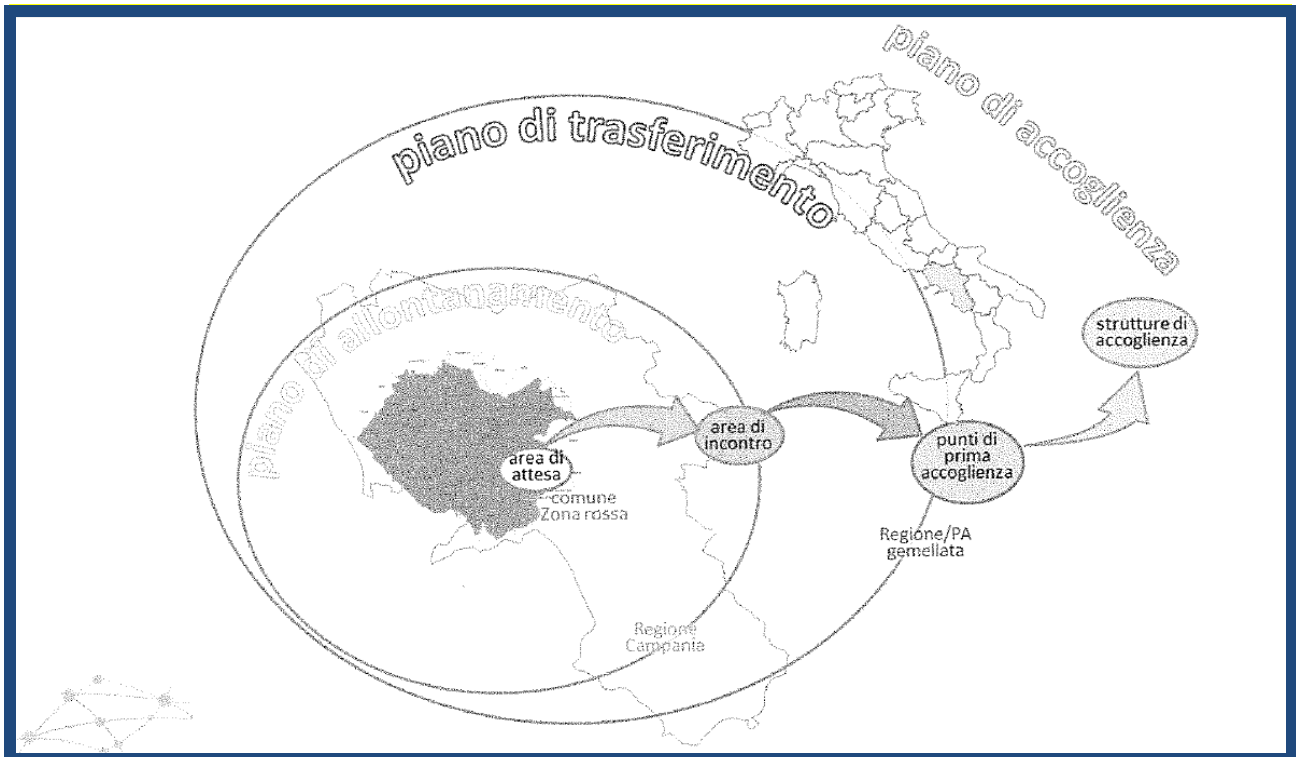 piano di accoglienza
piano di trasferimento
piano di allontanamento
strutture di
accoglienza
area di
incontro
punti di
prima
accoglienza
area di
attesa
comune
Zona rossa
Regione/PA
gemellata
Regione
Campania